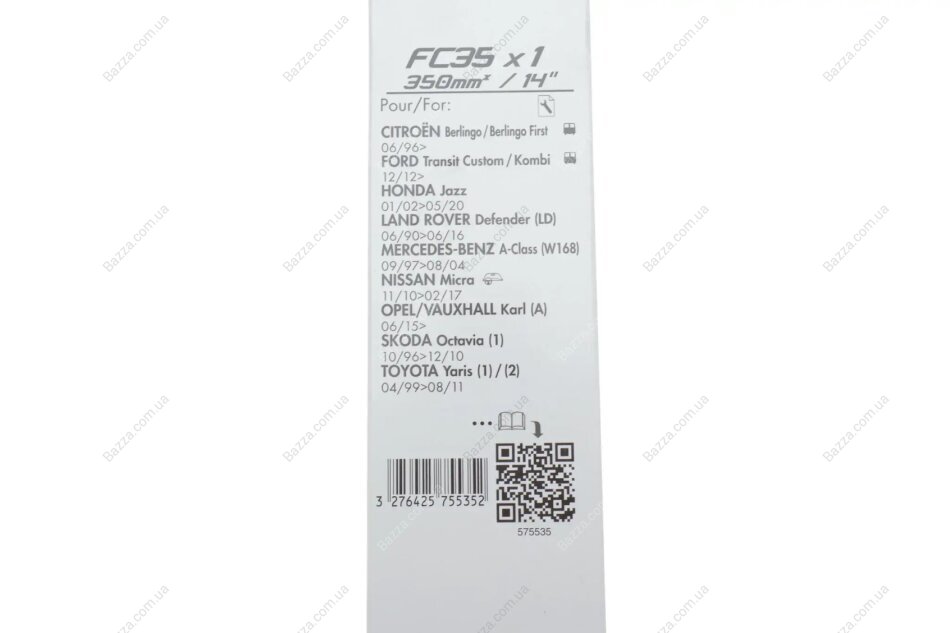 FC35 x 1
350mm / 14"
Pour/For:
CITROËN Berlingo/Berlingo First
06/96>
FORD Transit Custom/Kombi
12/12>
HONDA Jazz
01/02>05/20
LAND ROVER Defender (LD)
06/90>06/16
MERCEDES-BENZ A-Class (W168)
09/97>08/04
NISSAN Micra
11/10>02/17
OPEL/VAUXHALL Karl (A)
06/15>
SKODA Octavia (1)
10/96>12/10
TOYOTA Yaris (1)/(2)
04/99>08/11
...
3 276425 755352
575535
Bazza.com.ua